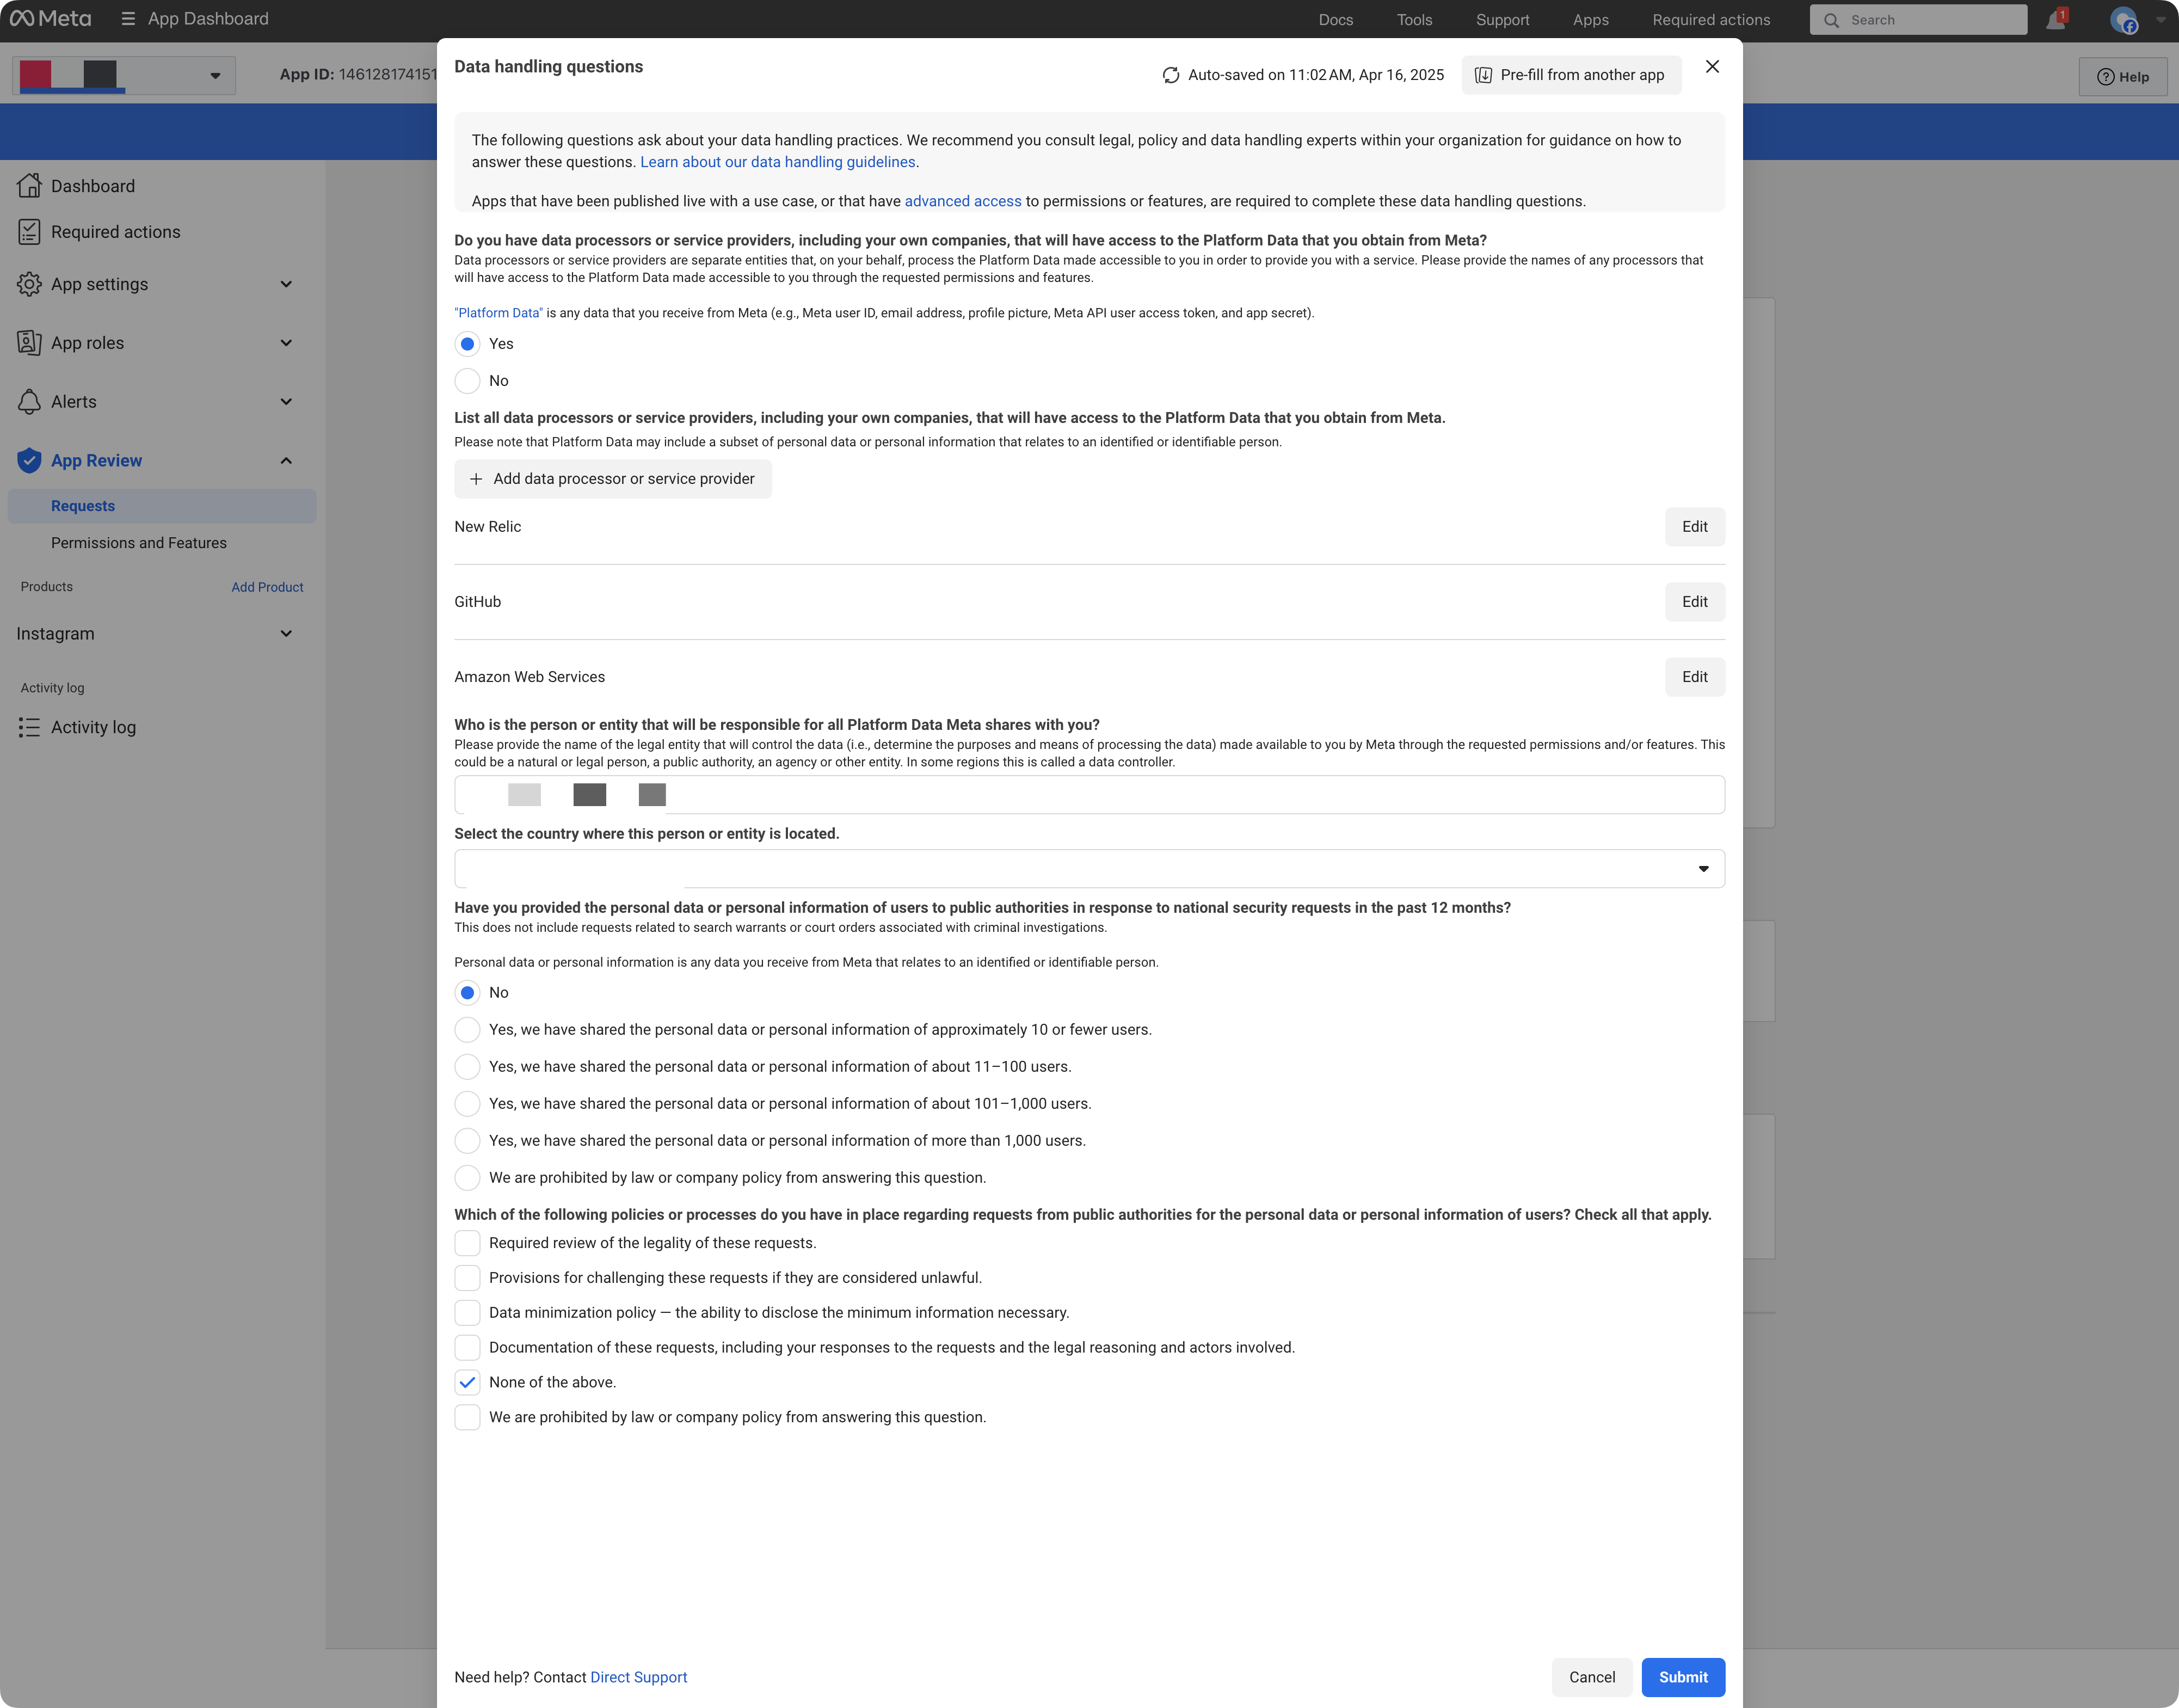 Meta
App Dashboard
Docs
Tools
Support
Apps
Required actions
Search
1
App ID: 146128174151
Help
Dashboard
Required actions
App settings
App roles
Alerts
App Review
Requests
Permissions and Features
Products
Add Product
Instagram
Activity log
Activity log
Data handling questions
Auto-saved on 11:02 AM, Apr 16, 2025
Pre-fill from another app
The following questions ask about your data handling practices. We recommend you consult legal, policy and data handling experts within your organization for guidance on how to
answer these questions. Learn about our data handling guidelines.
Apps that have been published live with a use case, or that have advanced access to permissions or features, are required to complete these data handling questions.
Do you have data processors or service providers, including your own companies, that will have access to the Platform Data that you obtain from Meta?
Data processors or service providers are separate entities that, on your behalf, process the Platform Data made accessible to you in order to provide you with a service. Please provide the names of any processors that
will have access to the Platform Data made accessible to you through the requested permissions and features.
"Platform Data" is any data that you receive from Meta (e.g., Meta user ID, email address, profile picture, Meta API user access token, and app secret).
Yes
No
List all data processors or service providers, including your own companies, that will have access to the Platform Data that you obtain from Meta.
Please note that Platform Data may include a subset of personal data or personal information that relates to an identified or identifiable person.
+ Add data processor or service provider
New Relic
Edit
GitHub
Edit
Amazon Web Services
Edit
Who is the person or entity that will be responsible for all Platform Data Meta shares with you?
Please provide the name of the legal entity that will control the data (i.e., determine the purposes and means of processing the data) made available to you by Meta through the requested permissions and/or features. This
could be a natural or legal person, a public authority, an agency or other entity. In some regions this is called a data controller.
Select the country where this person or entity is located.
Have you provided the personal data or personal information of users to public authorities in response to national security requests in the past 12 months?
This does not include requests related to search warrants or court orders associated with criminal investigations.
Personal data or personal information is any data you receive from Meta that relates to an identified or identifiable person.
No
Yes, we have shared the personal data or personal information of approximately 10 or fewer users.
Yes, we have shared the personal data or personal information of about 11–100 users.
Yes, we have shared the personal data or personal information of about 101–1,000 users.
Yes, we have shared the personal data or personal information of more than 1,000 users.
We are prohibited by law or company policy from answering this question.
Which of the following policies or processes do you have in place regarding requests from public authorities for the personal data or personal information of users? Check all that apply.
Required review of the legality of these requests.
Provisions for challenging these requests if they are considered unlawful.
Data minimization policy — the ability to disclose the minimum information necessary.
Documentation of these requests, including your responses to the requests and the legal reasoning and actors involved.
None of the above.
We are prohibited by law or company policy from answering this question.
Need help? Contact Direct Support
Cancel
Submit